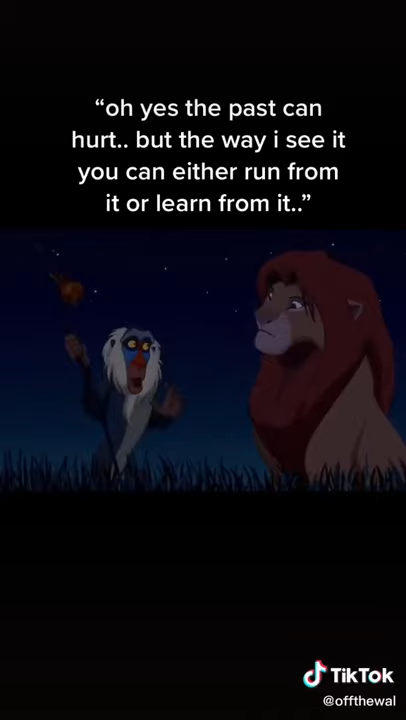 “oh yes the past can
hurt.. but the way i see it
you can either run from
it or learn from it..”
TikTok
@offthewal